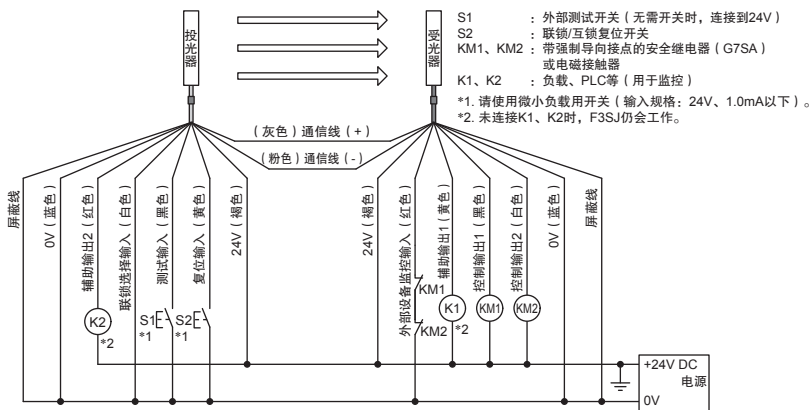 投光器
受光器
S1 ：外部测试开关（无需开关时，连接到24V）
S2 ：联锁/互锁复位开关
KM1、KM2 ：带强制导向接点的安全继电器（G7SA）
或电磁接触器
K1、K2 ：负载、PLC等（用于监控）
*1. 请使用微小负载用开关（输入规格：24V、1.0mA以下）。
*2. 未连接K1、K2时，F3SJ仍会工作。
（灰色）通信线（+）
（粉色）通信线（-）
屏蔽线
0V（蓝色）
辅助输出2（红色）
联锁选择输入（白色）
测试输入（黑色）
复位输入（黄色）
24V（褐色）
24V（褐色）
外部设备监控输入（红色）
辅助输出1（黄色）
控制输出1（黑色）
控制输出2（白色）
0V（蓝色）
屏蔽线
K2
*2
S1
*1
S2
*1
KM1
KM2
K1
*2
KM1
KM2
+24V DC
电源
0V